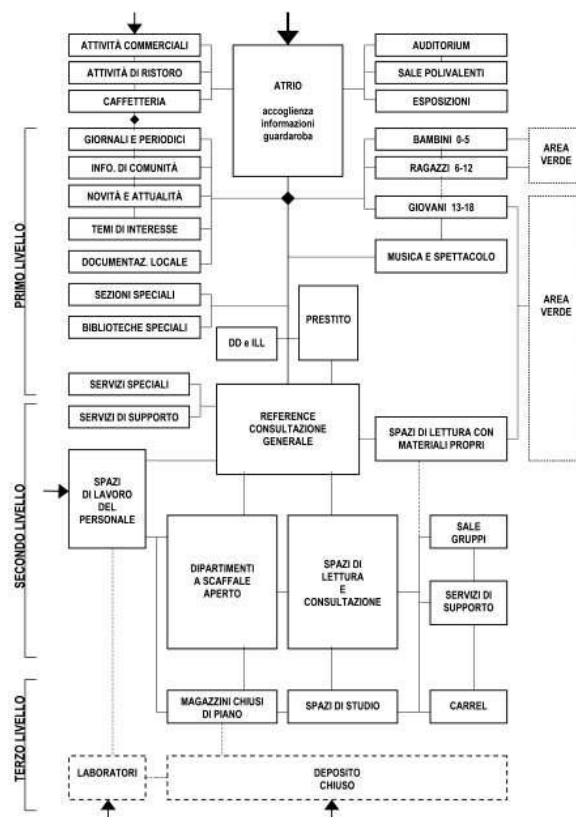 ATTIVITÀ COMMERCIALI
ATTIVITÀ DI RISTORO
CAFFETTERIA
ATRIO
accoglienza
informazioni
guardaroba
AUDITORIUM
SALE POLIVALENTI
ESPOSIZIONI
PRIMO LIVELLO
GIORNALI E PERIODICI
INFO. DI COMUNITÀ
NOVITÀ E ATTUALITÀ
TEMI DI INTERESSE
DOCUMENTAZ. LOCALE
SEZIONI SPECIALI
BIBLIOTECHE SPECIALI
BAMBINI 0-5
RAGAZZI 6-12
GIOVANI 13-18
MUSICA E SPETTACOLO
AREA
VERDE
AREA
VERDE
PRESTITO
DD e ILL
SERVIZI SPECIALI
SERVIZI DI SUPPORTO
REFERENCE
CONSULTAZIONE
GENERALE
SPAZI DI LETTURA CON
MATERIALI PROPRI
SECONDO LIVELLO
SPAZI
DI LAVORO
DEL
PERSONALE
DIPARTIMENTI
A SCAFFALE
APERTO
SPAZI DI
LETTURA
E
CONSULTAZIONE
SALE
GRUPPI
SERVIZI DI
SUPPORTO
TERZO LIVELLO
MAGAZZINI CHIUSI
DI PIANO
SPAZI DI STUDIO
CARREL
LABORATORI
DEPOSITO
CHIUSO